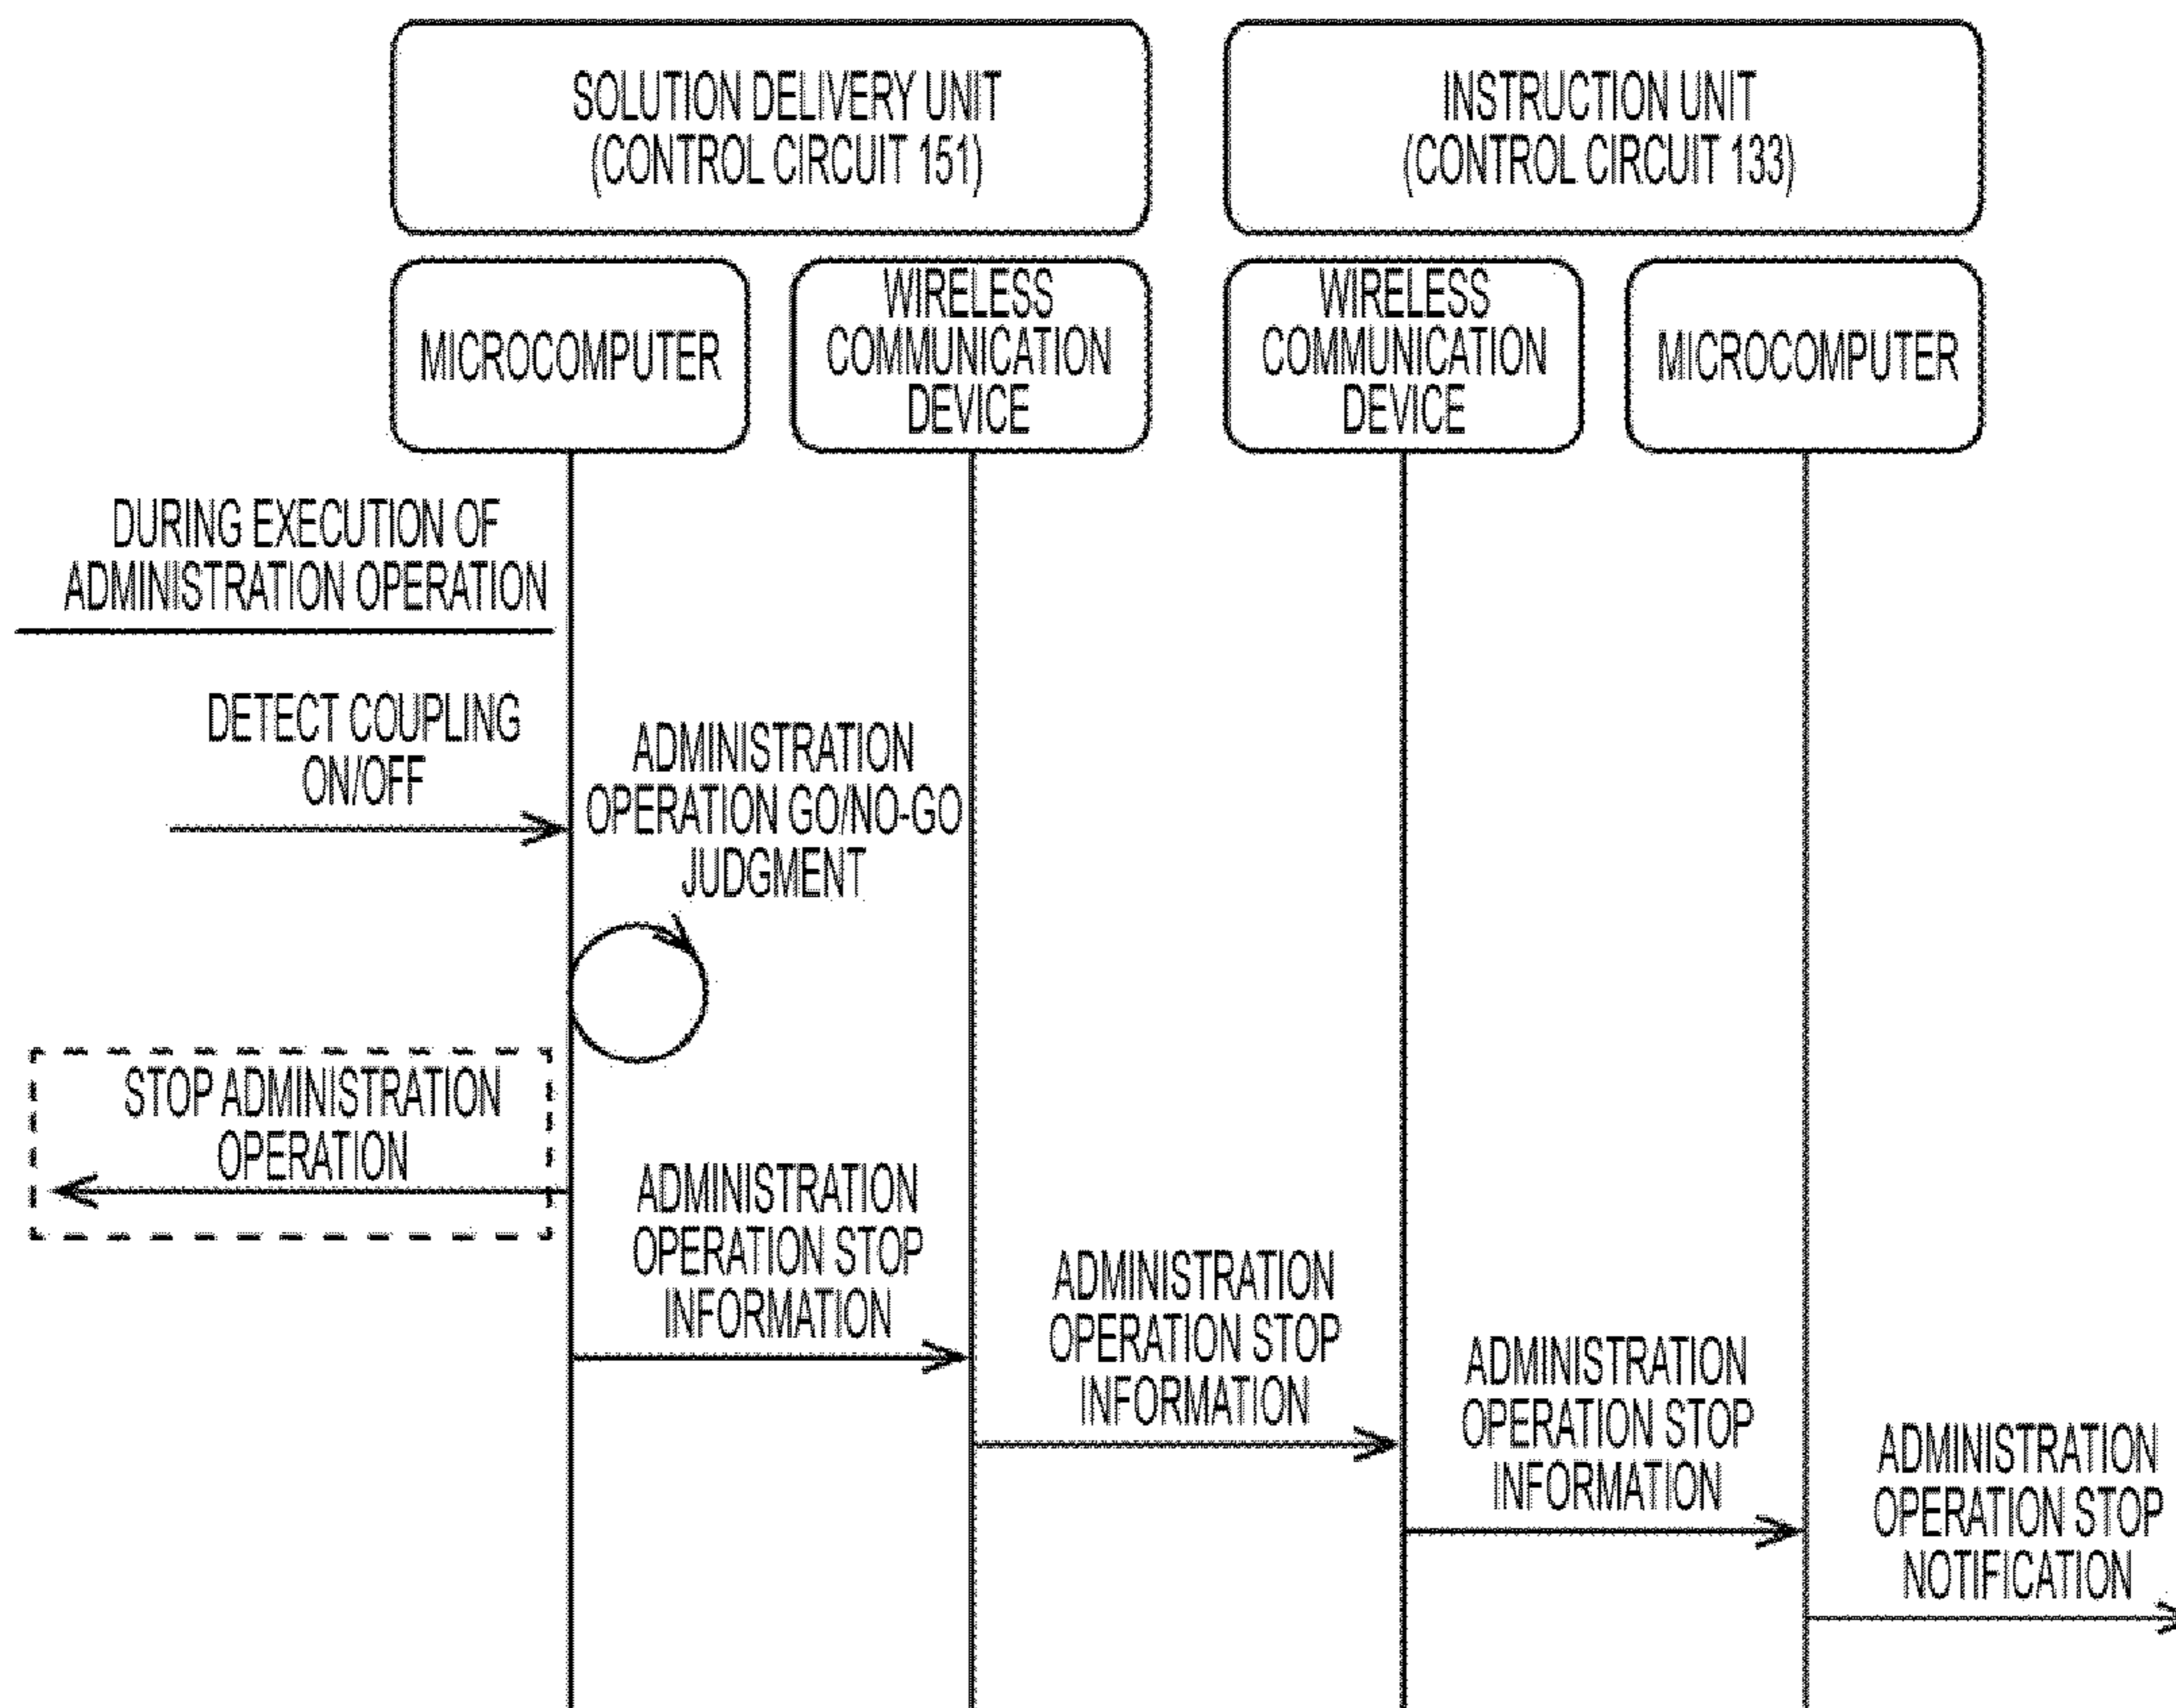 SOLUTION DELIVERY UNIT
(CONTROL CIRCUIT 151)
INSTRUCTION UNIT
(CONTROL CIRCUIT 133)
MICROCOMPUTER
WIRELESS
COMMUNICATION
DEVICE
WIRELESS
COMMUNICATION
DEVICE
MICROCOMPUTER
DURING EXECUTION OF
ADMINISTRATION OPERATION
DETECT COUPLING
ON/OFF
ADMINISTRATION
OPERATION GO/NO-GO
JUDGMENT
STOP ADMINISTRATION
OPERATION
ADMINISTRATION
OPERATION STOP
INFORMATION
ADMINISTRATION
OPERATION STOP
INFORMATION
ADMINISTRATION
OPERATION STOP
INFORMATION
ADMINISTRATION
OPERATION STOP
NOTIFICATION